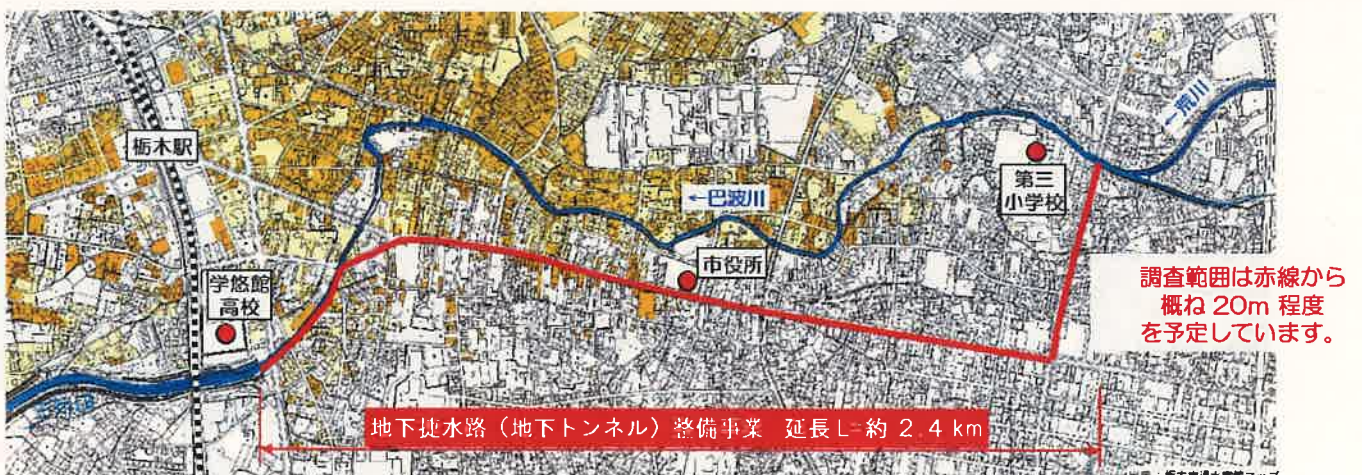 栃木駅
学悠館
高校
←巴波川
市役所
第三
小学校
←荒川
調査範囲は赤線から
概ね 20m 程度
を予定しています。
地下捷水路（地下トンネル）整備事業　延長 L=約 2.4 km